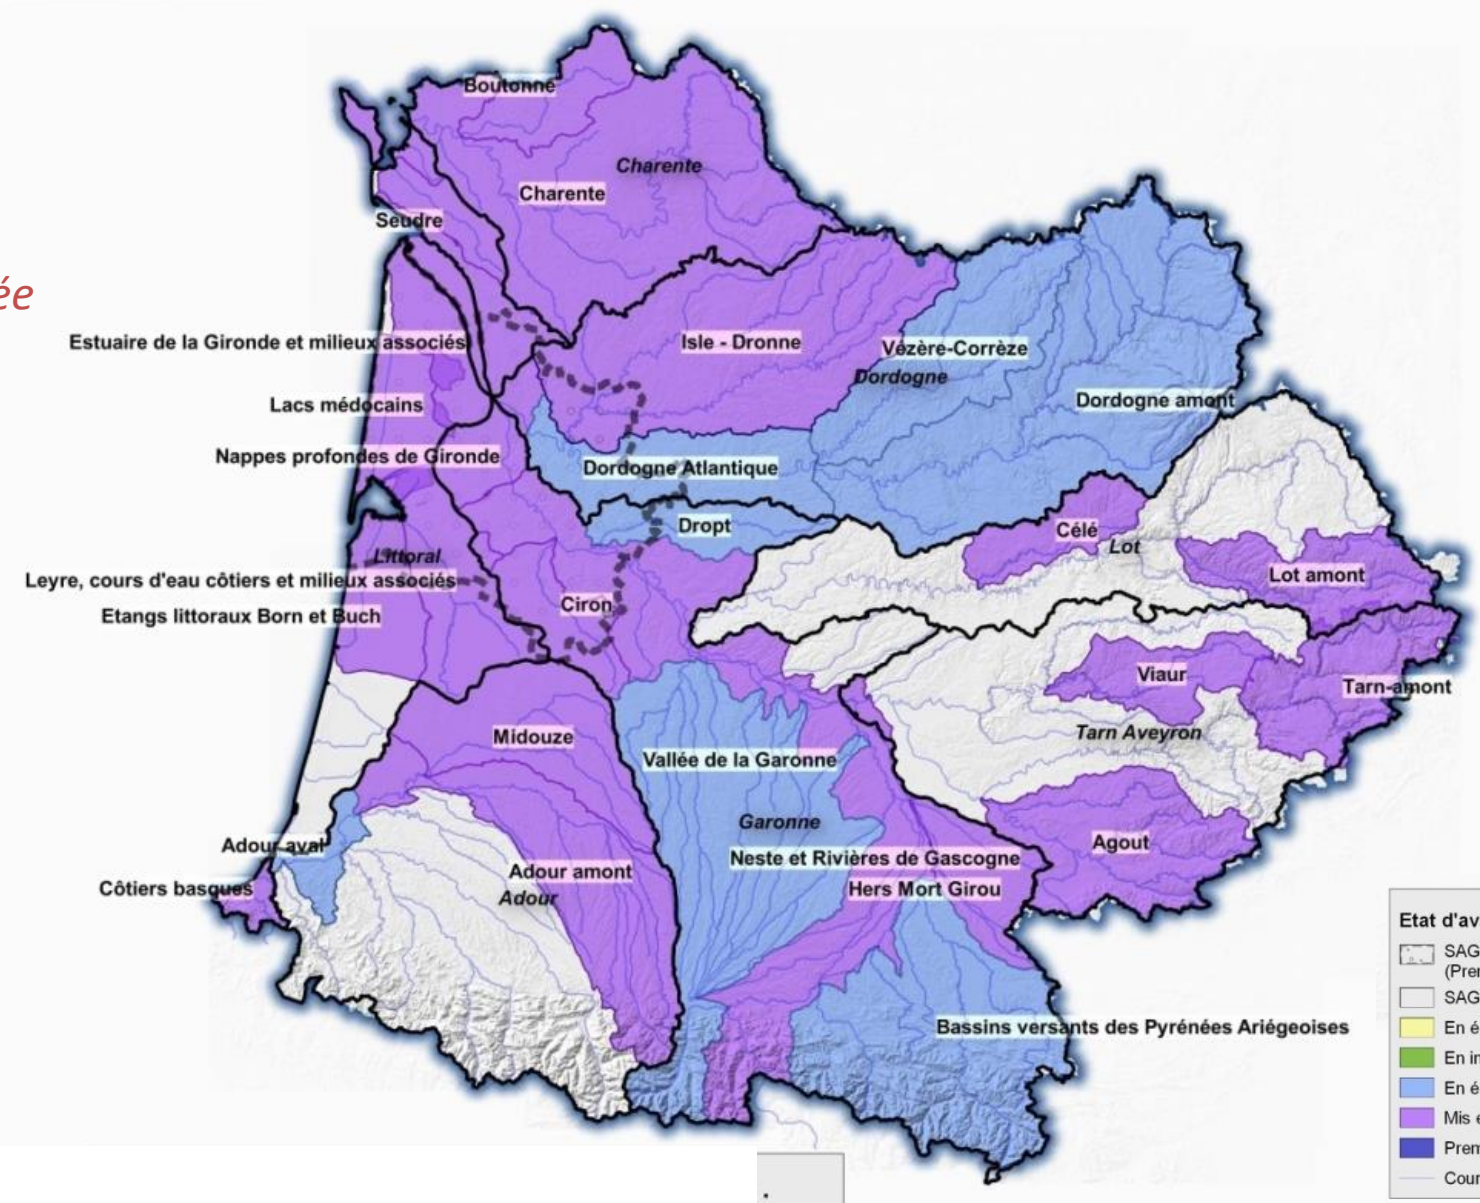 Boutonne
Charente
Charente
Seudre
ée
Estuaire de la Gironde et milieux associés
Isle - Dronne
Vézère-Corrèze
Dordogne
Lacs médocains
Dordogne amont
Nappes profondes de Gironde
Dordogne Atlantique
Dropt
Célé
Lot
Littoral
Leyre, cours d'eau côtiers et milieux associés
Lot amont
Ciron
Etangs littoraux Born et Buch
Viaur
Tarn-amont
Midouze
Tarn Aveyron
Vallée de la Garonne
Garonne
Adour aval
Agout
Neste et Rivières de Gascogne
Adour amont
Côtiers basques
Hers Mort Girou
Adour
Etat d'av
SAG
(Prer
SAG
Bassins versants des Pyrénées Ariégeoises
En é
En in
En é
Mis e
Prem
Cour